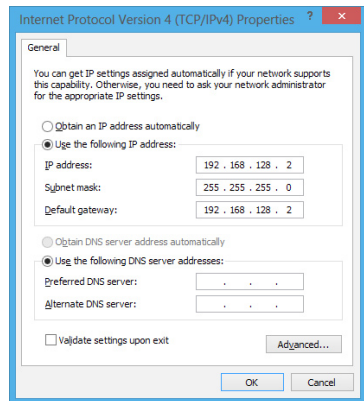 Internet Protocol Version 4 (TCP/IPv4) Properties ? ×
General
You can get IP settings assigned automatically if your network supports
this capability. Otherwise, you need to ask your network administrator
for the appropriate IP settings.
Obtain an IP address automatically
Use the following IP address:
IP address: 192 . 168 . 128 . 2
Subnet mask: 255 . 255 . 255 . 0
Default gateway: 192 . 168 . 128 . 2
Obtain DNS server address automatically
Use the following DNS server addresses:
Preferred DNS server: . . .
Alternate DNS server: . . .
Validate settings upon exit
Advanced...
OK Cancel